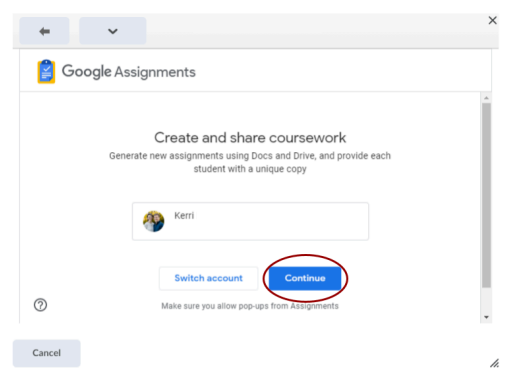 Google Assignments
Create and share coursework
Generate new assignments using Docs and Drive, and provide each
student with a unique copy
Kerri
Switch account
Continue
Make sure you allow pop-ups from Assignments
Cancel